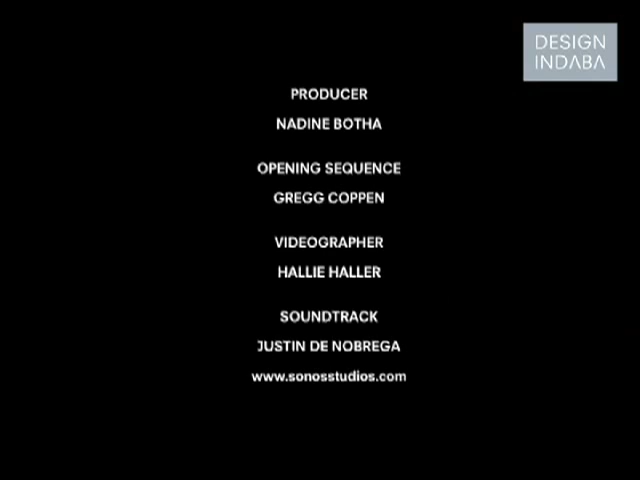 DESIGN
INDABA
PRODUCER
NADINE BOTHA
OPENING SEQUENCE
GREGG COPPEN
VIDEOGRAPHER
HALLIE HALLER
SOUNDTRACK
JUSTIN DE NOBREGA
www.sonosstudios.com